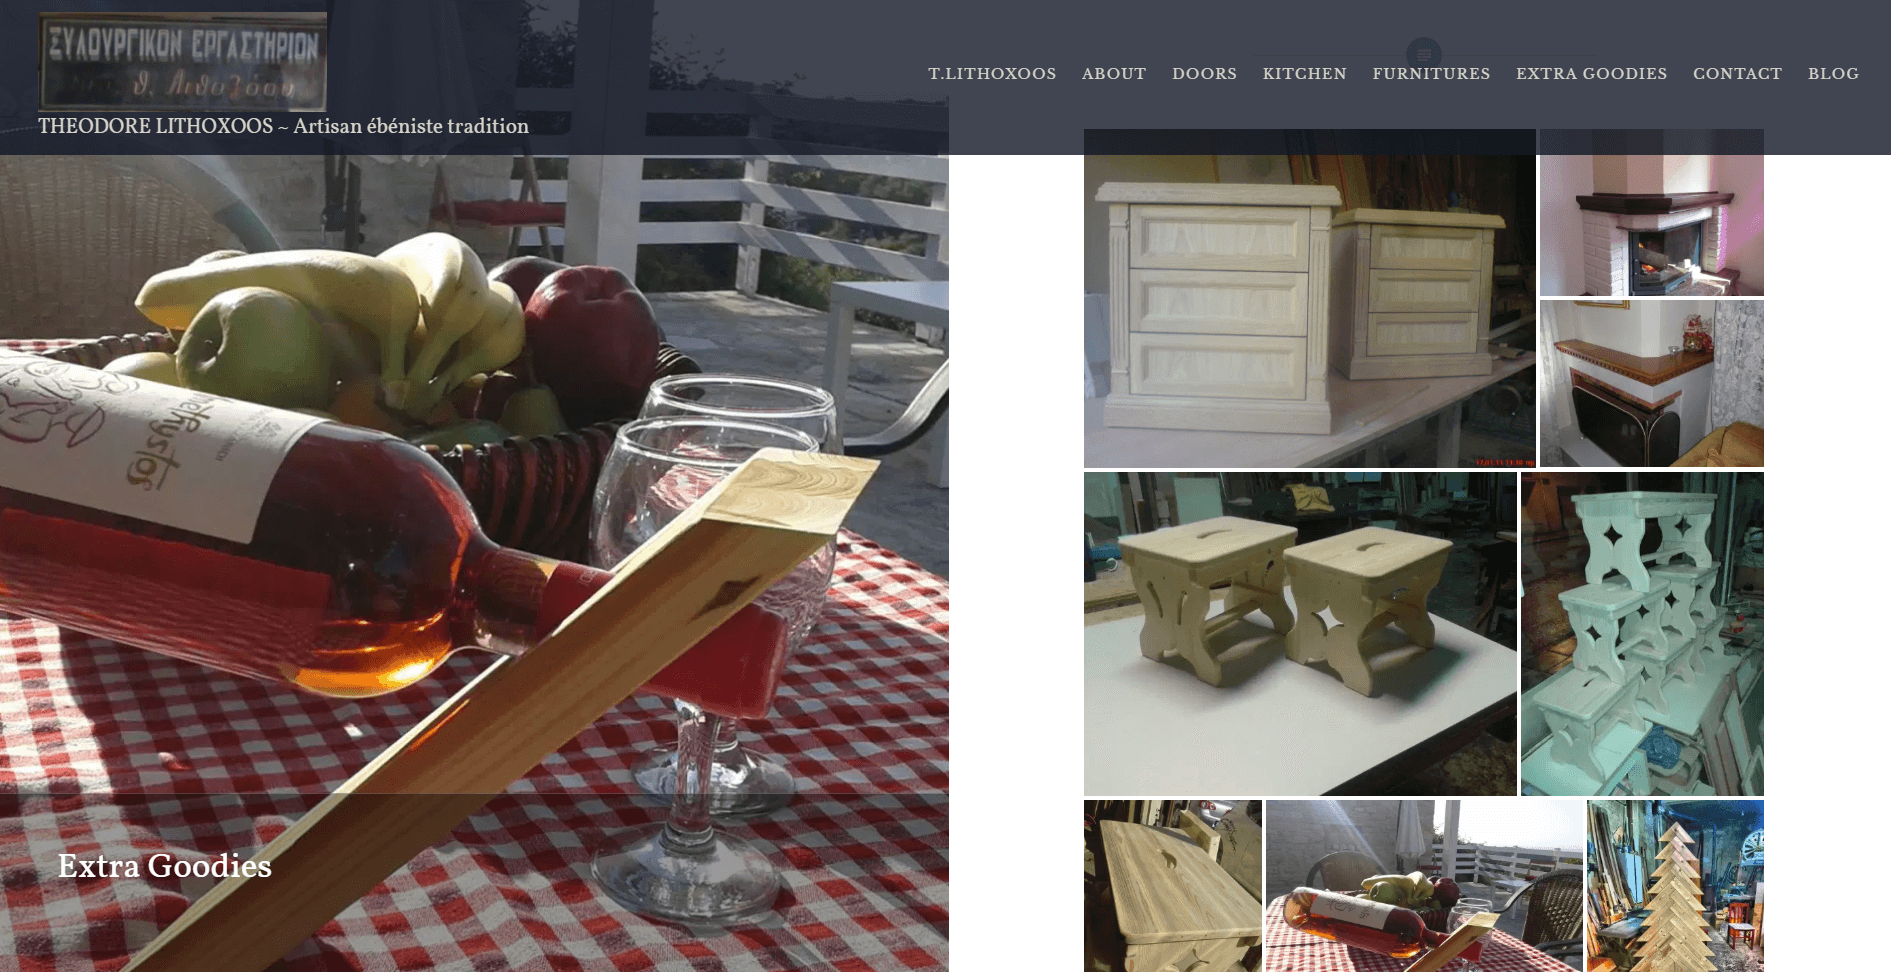 ΞΥΛΟΥΡΓΙΚΟΝ ΕΡΓΑΣΤΗΡΙΟΝ
Θ. Λιθοξόου
THEODORE LITHOXOOS ~ Artisan ébéniste tradition
T.LITHOXOOS ABOUT DOORS KITCHEN FURNITURES EXTRA GOODIES CONTACT BLOG
methystos
Extra Goodies